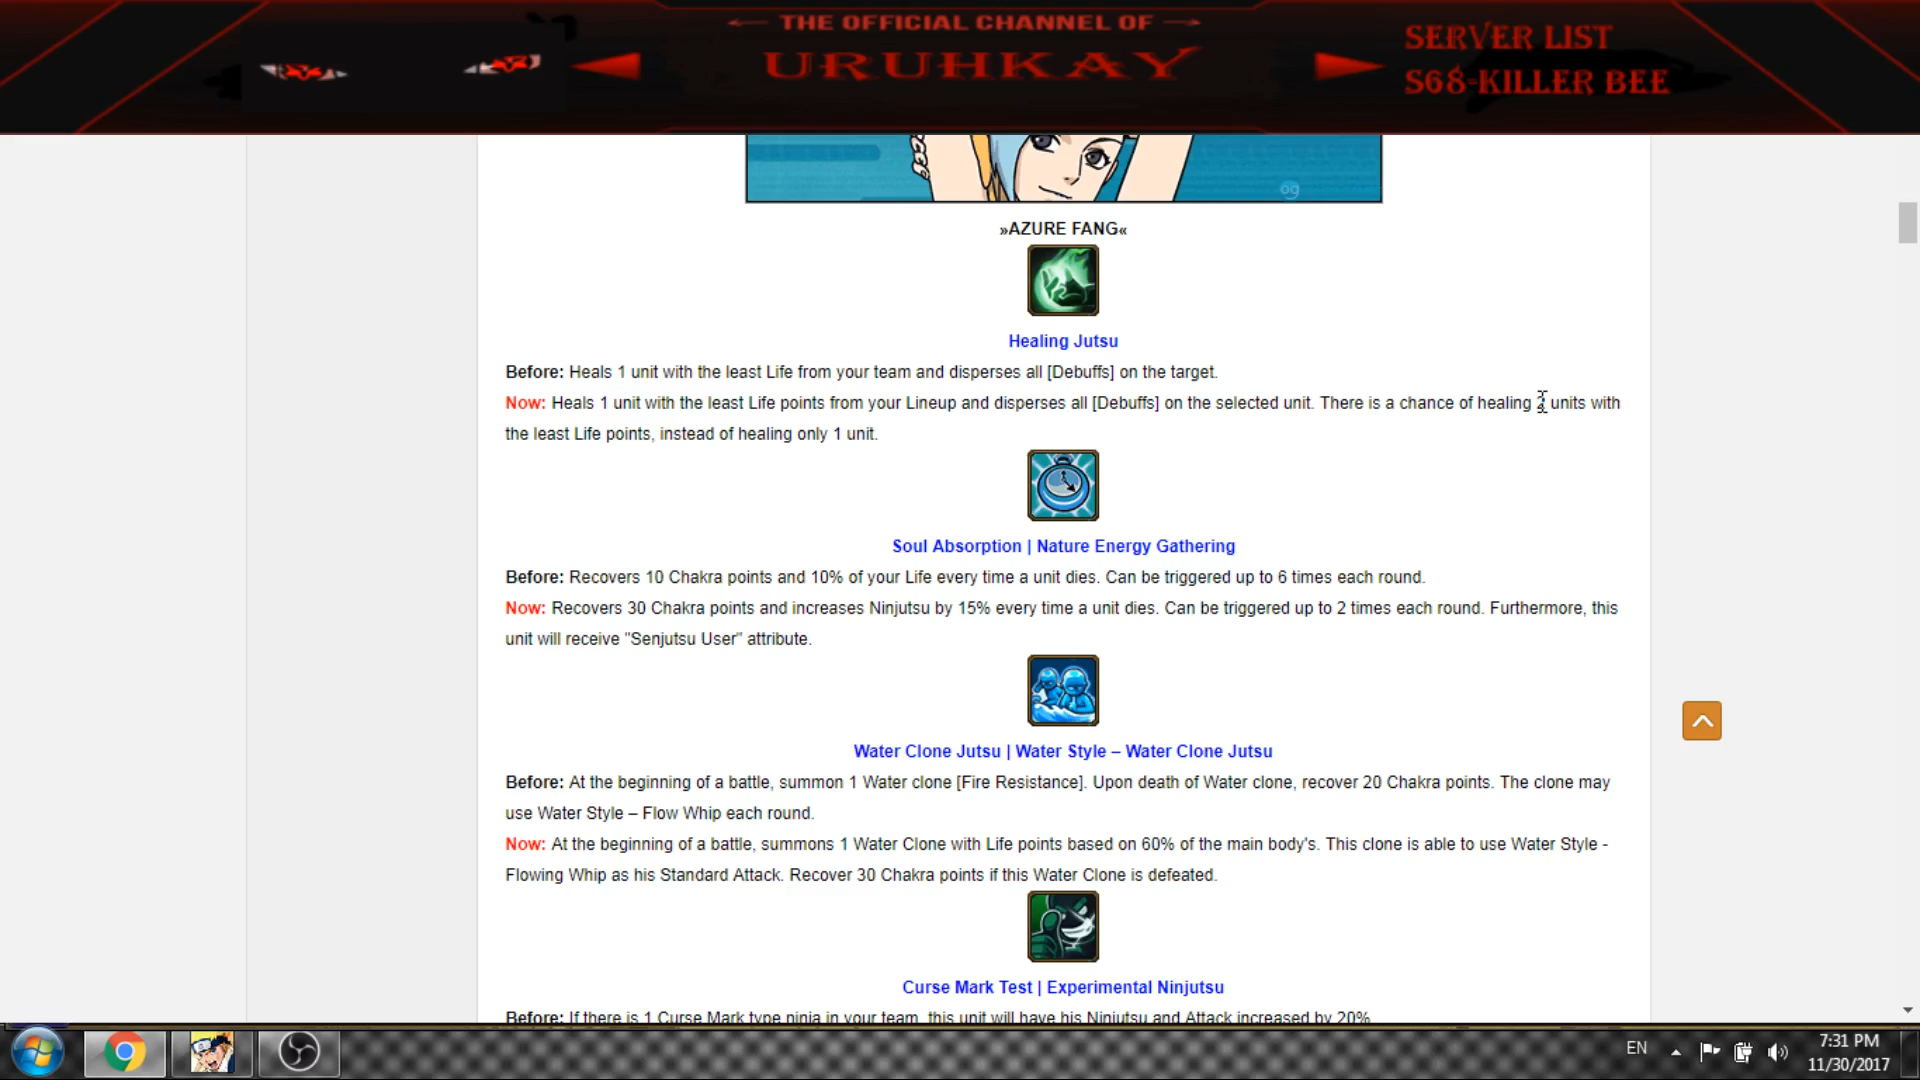 THE OFFICIAL CHANNEL OF
URUHKAY
SERVER LIST
S68-KILLER BEE
og
»AZURE FANG«
Healing Jutsu
Before: Heals 1 unit with the least Life from your team and disperses all [Debuffs] on the target.
Now: Heals 1 unit with the least Life points from your Lineup and disperses all [Debuffs] on the selected unit. There is a chance of healing 2 units with
the least Life points, instead of healing only 1 unit.
Soul Absorption | Nature Energy Gathering
Before: Recovers 10 Chakra points and 10% of your Life every time a unit dies. Can be triggered up to 6 times each round.
Now: Recovers 30 Chakra points and increases Ninjutsu by 15% every time a unit dies. Can be triggered up to 2 times each round. Furthermore, this
unit will receive "Senjutsu User" attribute.
Water Clone Jutsu | Water Style – Water Clone Jutsu
Before: At the beginning of a battle, summon 1 Water clone [Fire Resistance]. Upon death of Water clone, recover 20 Chakra points. The clone may
use Water Style – Flow Whip each round.
Now: At the beginning of a battle, summons 1 Water Clone with Life points based on 60% of the main body's. This clone is able to use Water Style -
Flowing Whip as his Standard Attack. Recover 30 Chakra points if this Water Clone is defeated.
Curse Mark Test | Experimental Ninjutsu
Before: If there is 1 Curse Mark type ninja in your team, this unit will have his Ninjutsu and Attack increased by 20%
EN
7:31 PM
11/30/2017